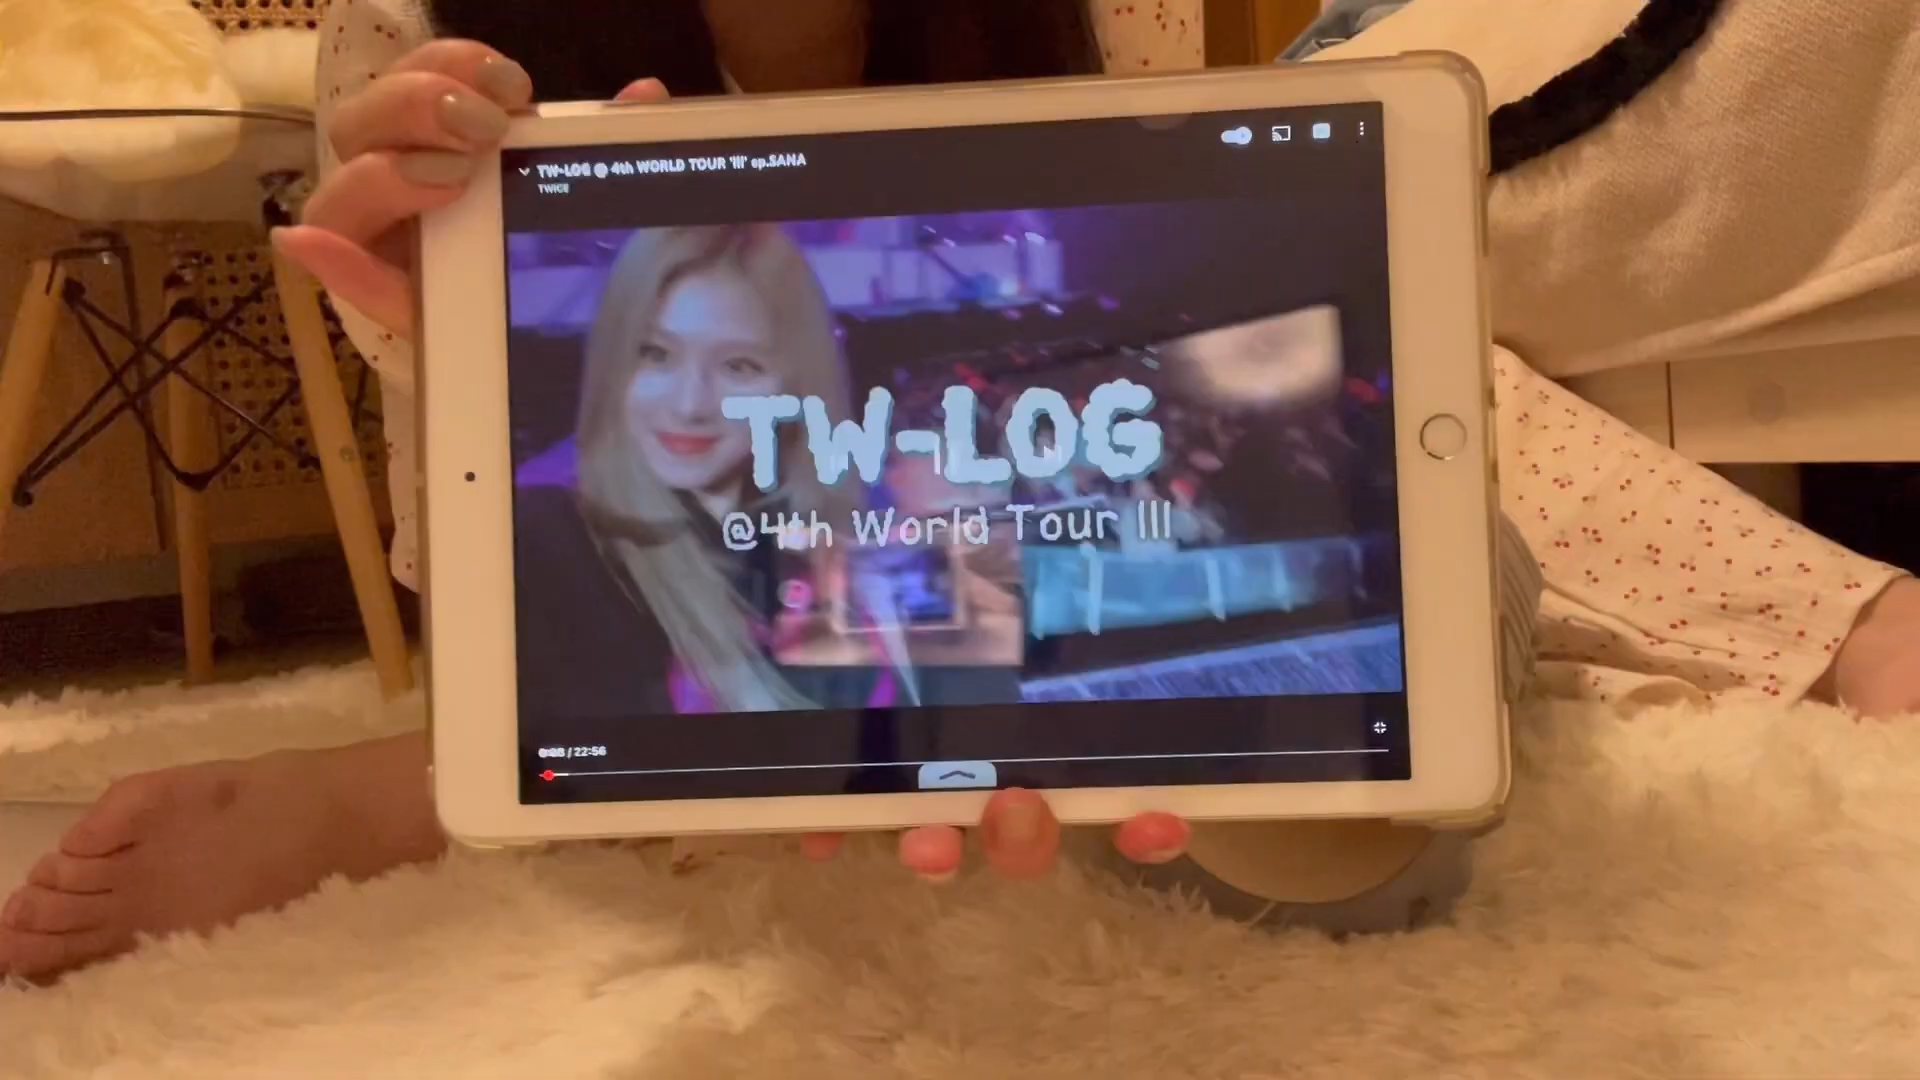 TW-LOG @ 4th WORLD TOUR 'III' ep.SANA
TWICE
TW-LOG
@4th World Tour III
/ 22:56